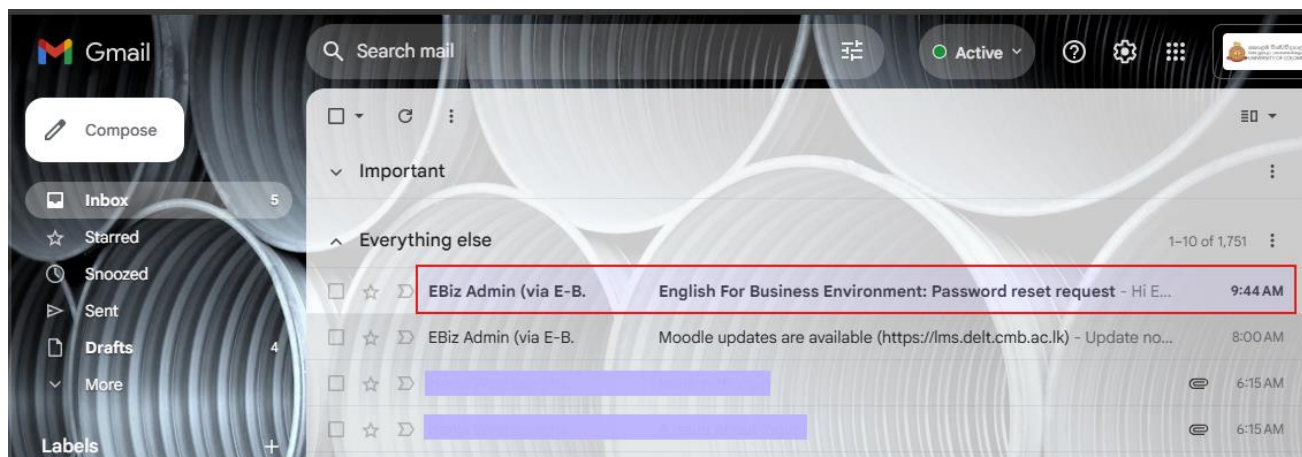 Gmail
Search mail
Active
Compose
Important
Inbox 5
Starred
Everything else 1–10 of 1,751
Snoozed
EBiz Admin (via E-B. English For Business Environment: Password reset request - Hi E... 9:44 AM
Sent
EBiz Admin (via E-B. Moodle updates are available (https://lms.delt.cmb.ac.lk) - Update no... 8:00 AM
Drafts 4
More 6:15 AM
6:15 AM
Labels